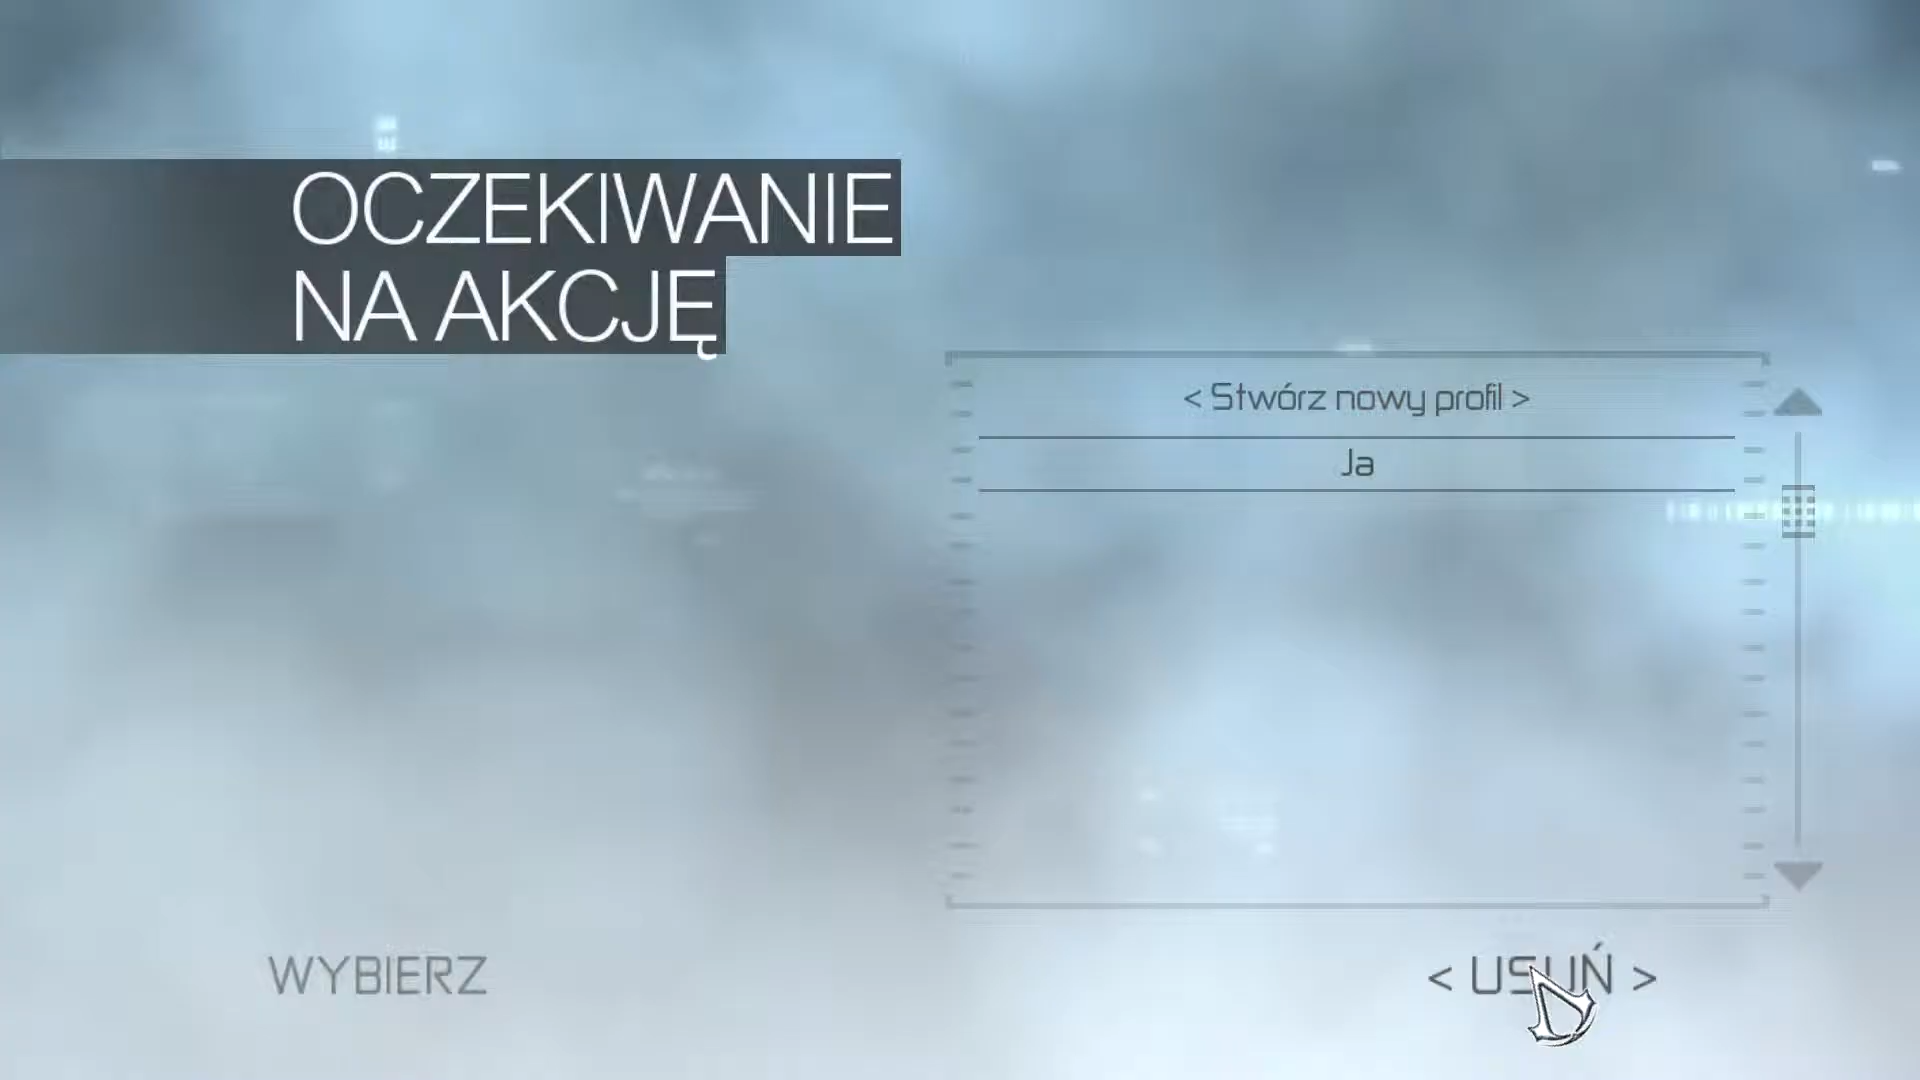 OCZEKIWANIE
NA AKCJĘ
< Stwórz nowy profil >
Ja
WYBIERZ
< USUŃ >